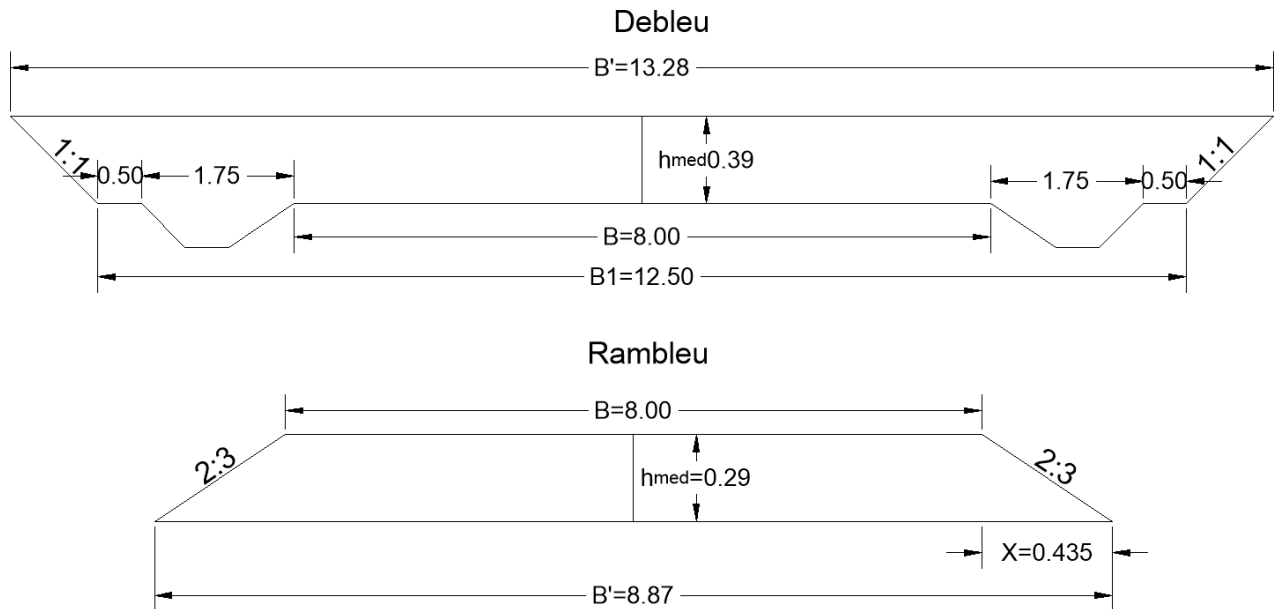 Debleu
B'=13.28
1:1
0.50
1.75
hmed0.39
1.75
0.50
1:1
B=8.00
B1=12.50
Rambleu
B=8.00
2:3
hmed=0.29
2:3
X=0.435
B'=8.87